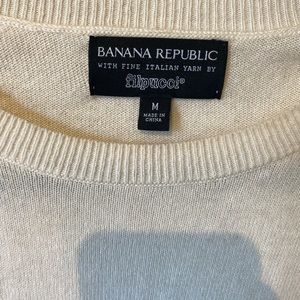 BANANA REPUBLIC
WITH FINE ITALIAN YARN BY
filpucci®
M
MADE IN
CHINA